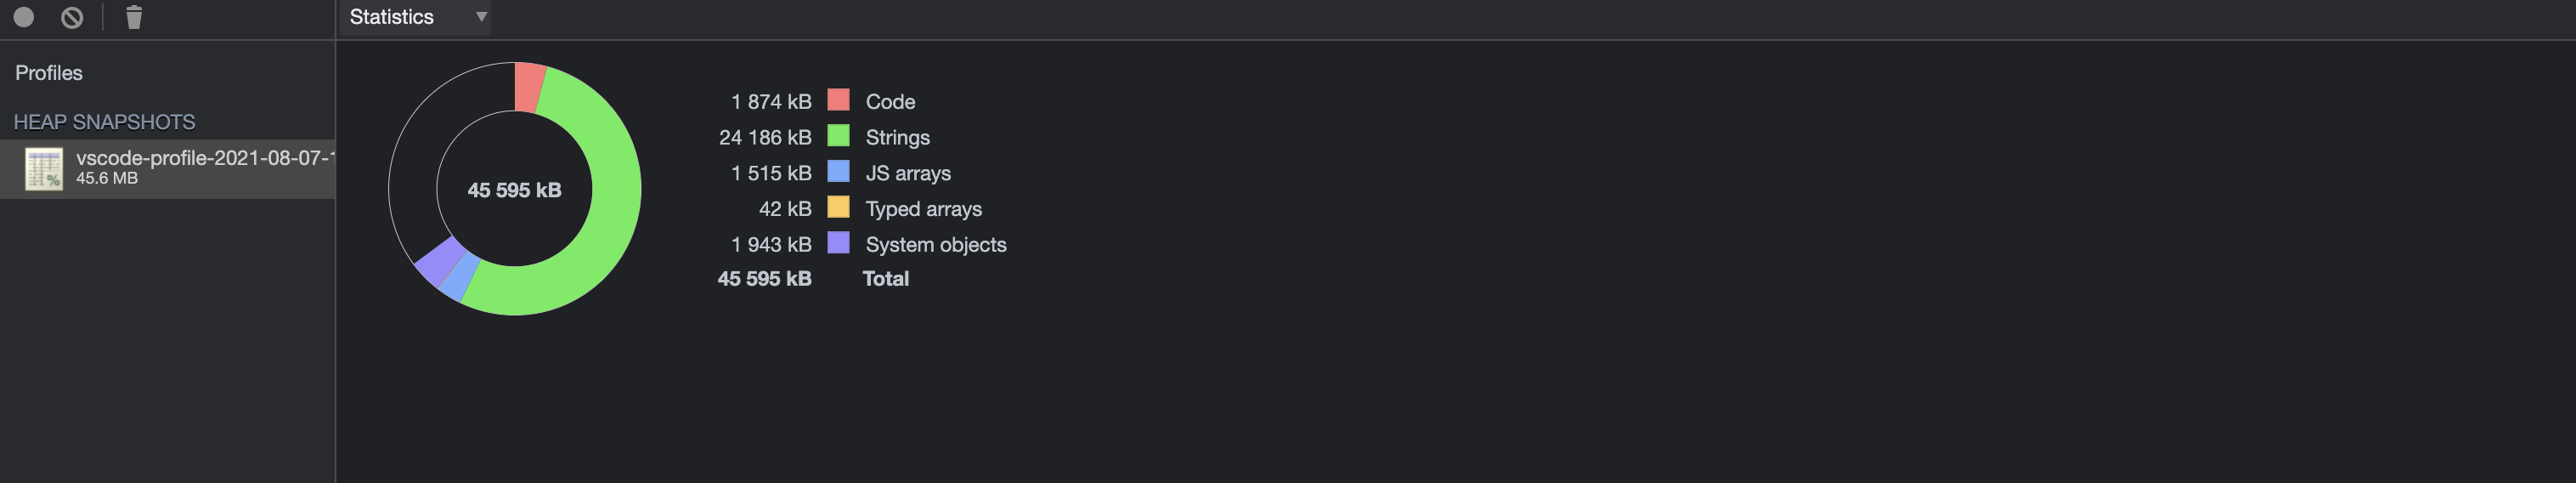 Statistics
Profiles
HEAP SNAPSHOTS
vscode-profile-2021-08-07-1
45.6 MB
45 595 kB
1 874 kB Code
24 186 kB Strings
1 515 kB JS arrays
42 kB Typed arrays
1 943 kB System objects
45 595 kB Total